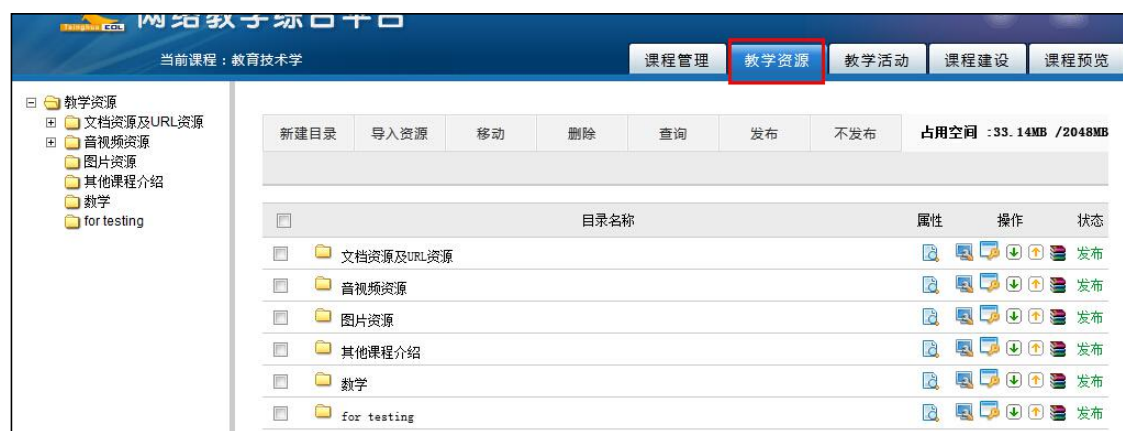 Tsinghua EOL 网络教学综合平台
当前课程：教育技术学
课程管理 教学资源 教学活动 课程建设 课程预览
教学资源
文档资源及URL资源
音视频资源
图片资源
其他课程介绍
数学
for testing
新建目录 导入资源 移动 删除 查询 发布 不发布 占用空间 :33.14MB /2048MB
目录名称 属性 操作 状态
文档资源及URL资源 发布
音视频资源 发布
图片资源 发布
其他课程介绍 发布
数学 发布
for testing 发布